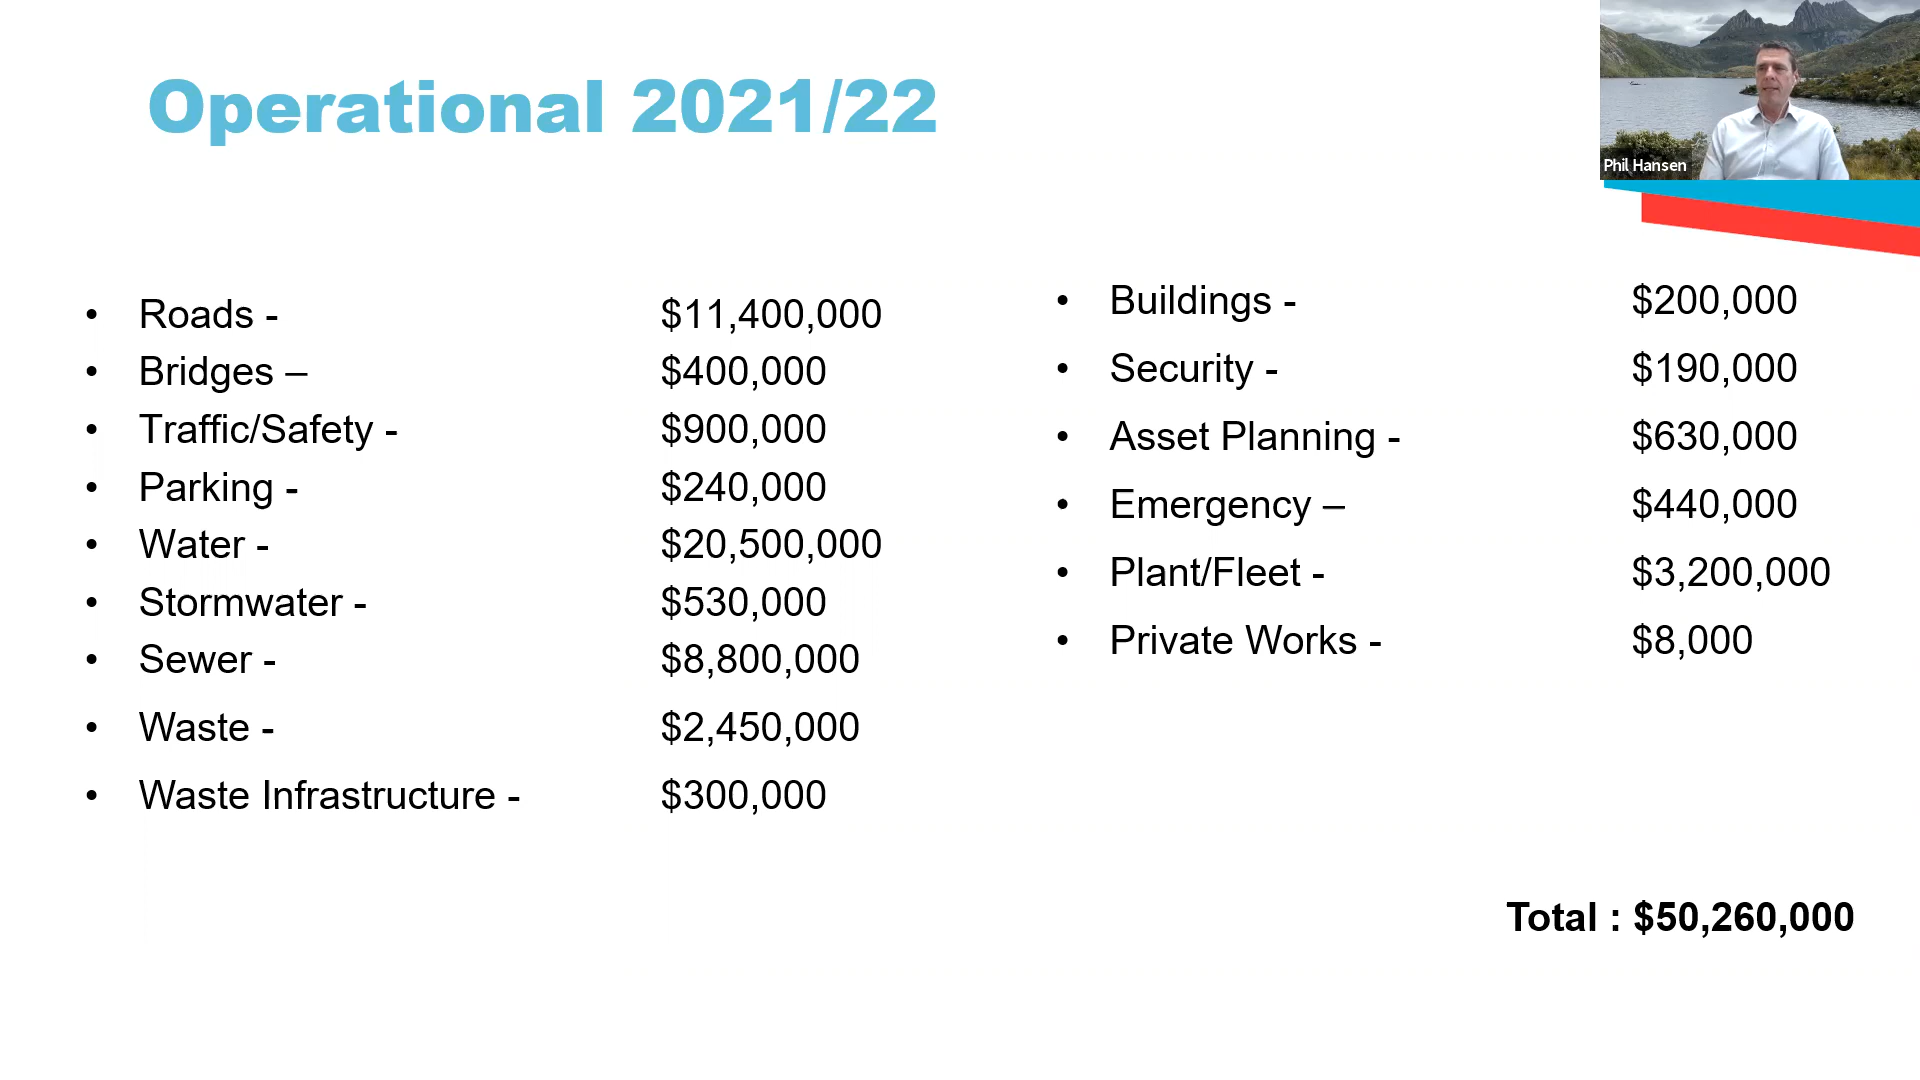 Operational 2021/22
Phil Hansen
• Roads - $11,400,000
• Bridges – $400,000
• Traffic/Safety - $900,000
• Parking - $240,000
• Water - $20,500,000
• Stormwater - $530,000
• Sewer - $8,800,000
• Waste - $2,450,000
• Waste Infrastructure - $300,000
• Buildings - $200,000
• Security - $190,000
• Asset Planning - $630,000
• Emergency – $440,000
• Plant/Fleet - $3,200,000
• Private Works - $8,000
Total : $50,260,000